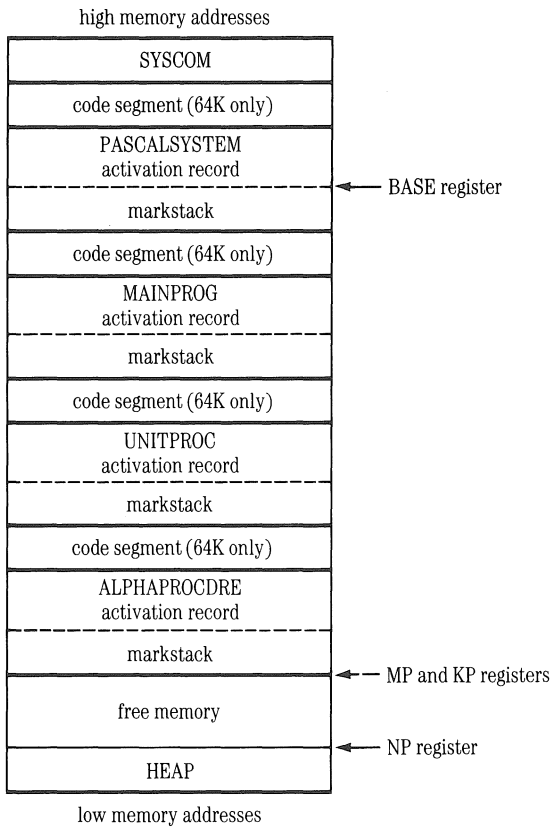 high memory addresses
SYSCOM
code segment (64K only)
PASCALSYSTEM
activation record
BASE register
markstack
code segment (64K only)
MAINPROG
activation record
markstack
code segment (64K only)
UNITPROC
activation record
markstack
code segment (64K only)
ALPHAPROCDRE
activation record
markstack
MP and KP registers
free memory
NP register
HEAP
low memory addresses